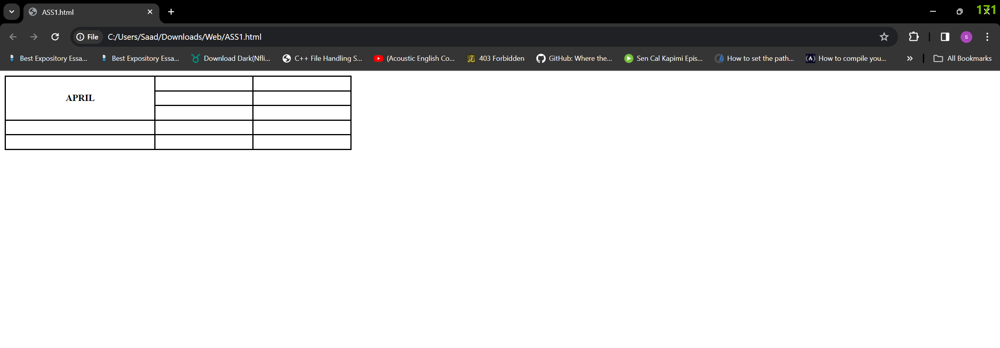 ASS1.html
171
File C:/Users/Saad/Downloads/Web/ASS1.html
S
Best Expository Essa... Best Expository Essa... Download Dark(Nfli... C++ File Handling S... (Acoustic English Co... 403 Forbidden GitHub: Where the... Sen Cal Kapimi Epis... How to set the path... How to compile you... All Bookmarks
APRIL